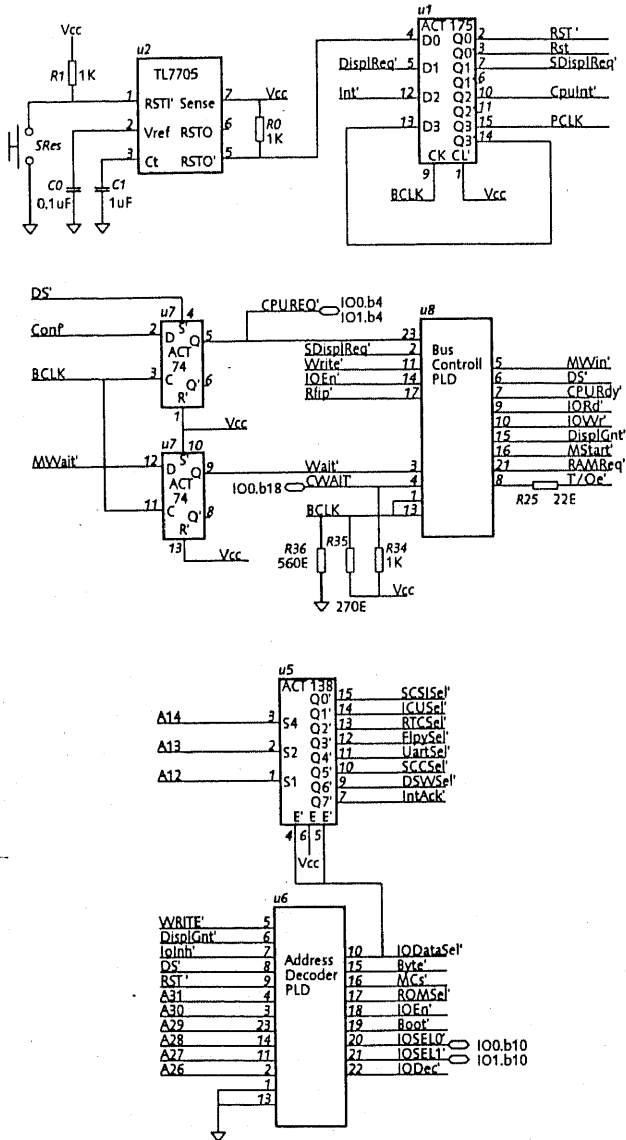 Vcc
R1
1K
u2
TL7705
1 RSTI' Sense 7 Vcc
2 Vref RSTO 6
3 Ct RSTO' 5
R0
1K
SRes
C0
0.1uF
C1
1uF
u1
ACT 175
4 D0 Q0 2 RST'
Q0' 3 Rst
DisplReq' 5 D1 Q1 7 SDisplReq'
Q1' 6
Int' 12 D2 Q2 10 CpuInt'
Q2' 11
13 D3 Q3 15 PCLK
Q3' 14
CK CL'
9 1
BCLK Vcc
DS'
u7 4
S'
Conf' 2 D Q 5
ACT
74
BCLK 3 C Q' 6
R'
1 Vcc
u7 10
S'
MWait' 12 D Q 9
ACT
74
11 C Q' 8
R'
13 Vcc
CPUREQ' IO0.b4
IO1.b4
u8
Bus
Controll
PLD
23
SDisplReq' 2
Write' 11
IOEn' 14
Rfip' 17
Wait' 3
IO0.b18 CWAIT 4
1
BCLK 13
5 MWin'
6 DS'
7 CPURdy'
9 IORd'
10 IOWr'
15 DisplGnt'
16 MStart'
21 RAMReq'
8 T/Oe'
R25 22E
R36
560E
R35
270E
R34
1K
Vcc
u5
ACT 138
Q0' 15 SCSISel'
Q1' 14 ICUSel'
A14 3 S4 Q2' 13 RTCSel'
Q3' 12 FlpySel'
A13 2 S2 Q4' 11 UartSel'
Q5' 10 SCCSel'
A12 1 S1 Q6' 9 DSWSel'
Q7' 7 IntAck'
E' E E'
4 6 5
Vcc
u6
Address
Decoder
PLD
WRITE' 5
DisplGnt' 6
IoInh' 7
DS' 8
RST' 9
A31 4
A30 3
A29 23
A28 14
A27 11
A26 2
1
13
10 IODataSel'
15 Byte'
16 MCs'
17 ROMSel'
18 IOEn'
19 Boot'
20 IOSEL0' IO0.b10
21 IOSEL1' IO1.b10
22 IODec'